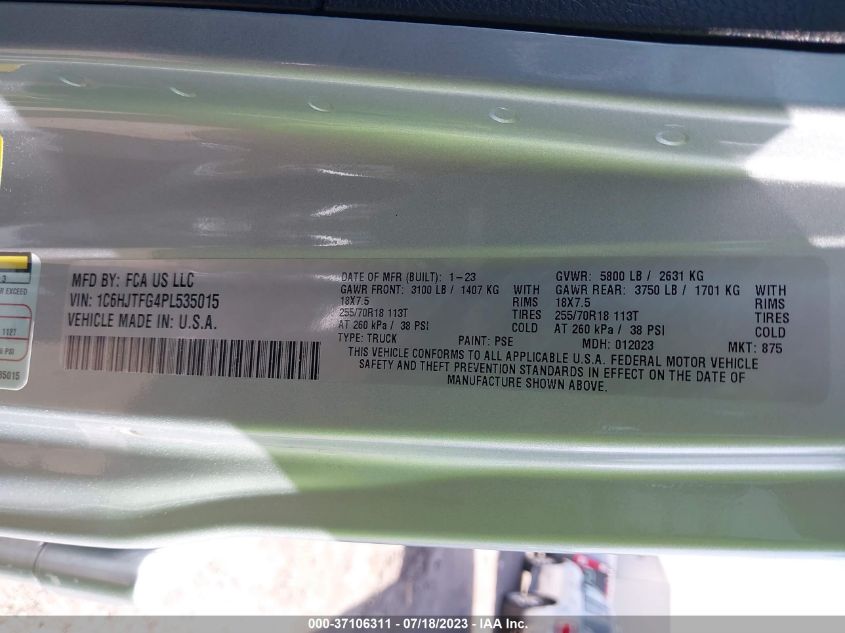 MFD BY: FCA US LLC
VIN: 1C6HJTFG4PL535015
VEHICLE MADE IN: U.S.A.
DATE OF MFR (BUILT): 1-23
GAWR FRONT: 3100 LB / 1407 KG WITH
18X7.5 RIMS
255/70R18 113T TIRES
AT 260 kPa / 38 PSI COLD
TYPE: TRUCK PAINT: PSE
GVWR: 5800 LB / 2631 KG
GAWR REAR: 3750 LB / 1701 KG WITH
18X7.5 RIMS
255/70R18 113T TIRES
AT 260 kPa / 38 PSI COLD
MDH: 012023 MKT: 875
THIS VEHICLE CONFORMS TO ALL APPLICABLE U.S.A. FEDERAL MOTOR VEHICLE
SAFETY AND THEFT PREVENTION STANDARDS IN EFFECT ON THE DATE OF
MANUFACTURE SHOWN ABOVE.
EXCEED
112T
PSI
35015
000-37106311 - 07/18/2023 - © IAA Inc.